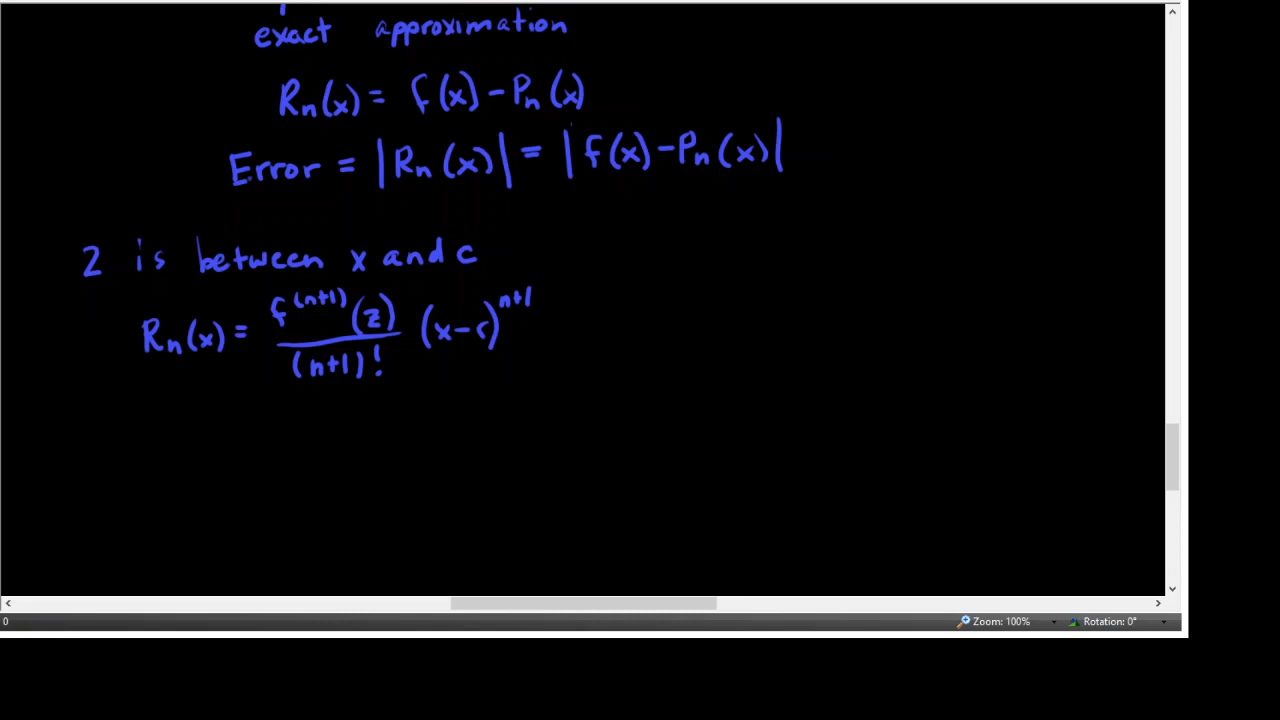 exact approximation
Rn(x) = f(x) - Pn(x)
Error = |Rn(x)| = |f(x) - Pn(x)|
z is between x and c
Rn(x) = f^(n+1)(z) / (n+1)! (x-c)^n+1
0 Zoom: 100% Rotation: 0°